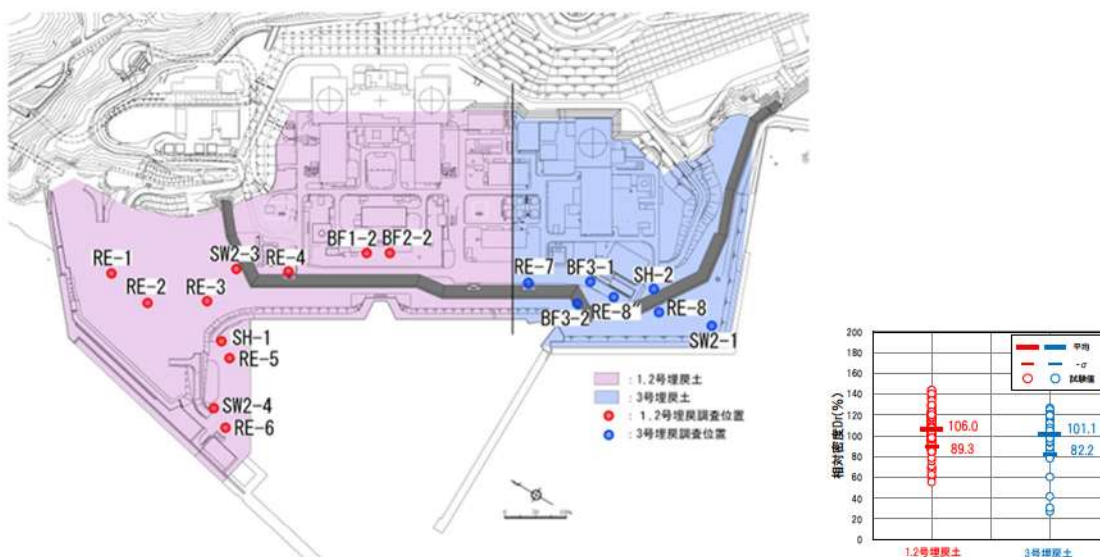 RE-1
RE-2
RE-3
SW2-3
RE-4
BF1-2
BF2-2
SH-1
RE-5
SW2-4
RE-6
RE-7
BF3-1
BF3-2
RE-8”
SH-2
RE-8
SW2-1
：1,2号埋戻土
：3号埋戻土
：1,2号埋戻調査位置
：3号埋戻調査位置
相対密度Dr(%)
200
180
160
140
120
100
80
60
40
20
0
平均
-σ
試験値
106.0
89.3
101.1
82.2
1,2号埋戻土
3号埋戻土